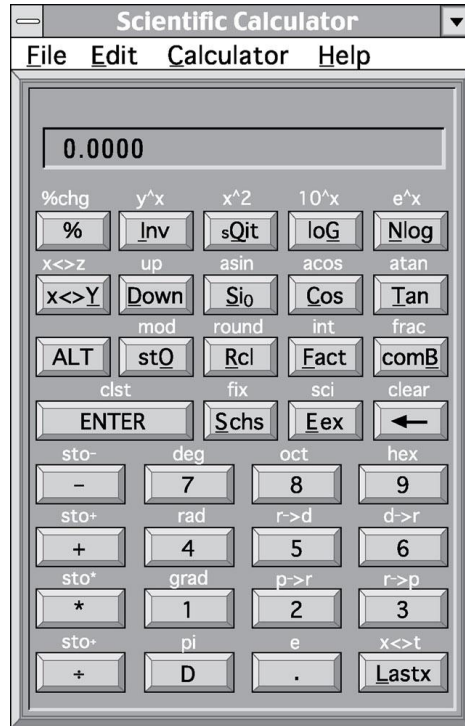 Scientific Calculator
File Edit Calculator Help
0.0000
%chg y^x x^2 10^x e^x
% Inv sQit loG Nlog
x<>z up asin acos atan
x<>Y Down Si₀ Cos Tan
mod round int frac
ALT stO Rcl Fact comB
clst fix sci clear
ENTER Schs Eex ←
sto- deg oct hex
− 7 8 9
sto+ rad r->d d->r
+ 4 5 6
sto* grad p->r r->p
* 1 2 3
sto+ pi e x<>t
÷ D . Lastx